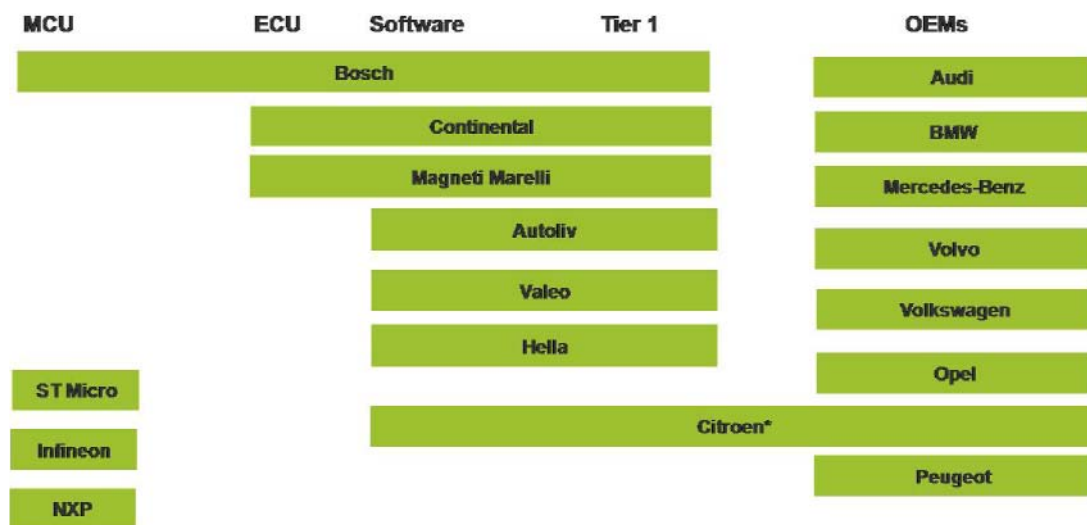 MCU ECU Software Tier 1 OEMs
Bosch Audi
Continental BMW
Magneti Marelli Mercedes-Benz
Autoliv Volvo
Valeo Volkswagen
Hella Opel
ST Micro
Citroen*
Infineon
Peugeot
NXP